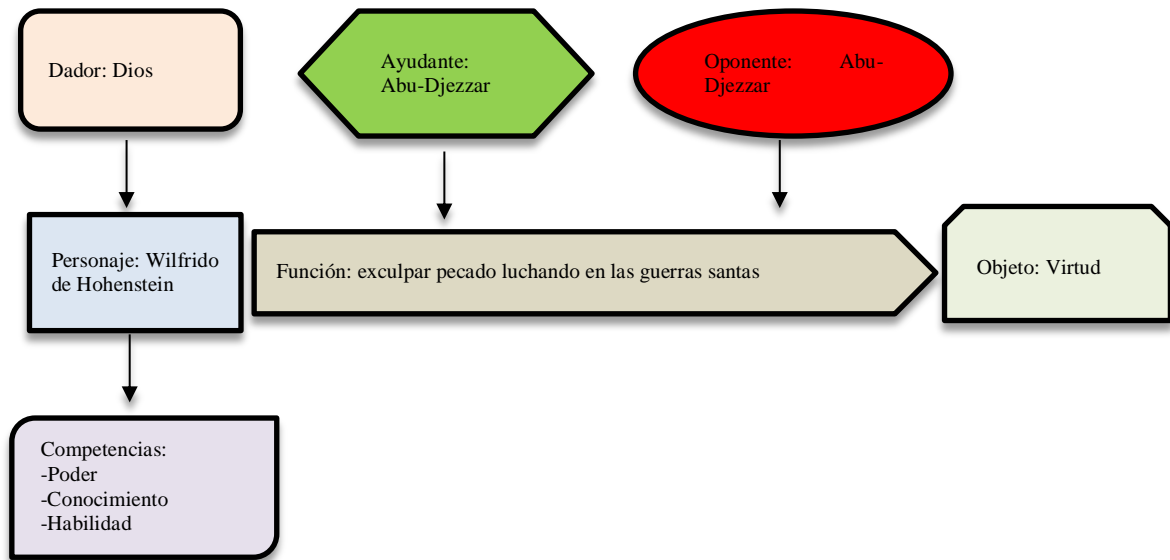 Dador: Dios
Ayudante:
Abu-Djezzar
Oponente: Abu-
Djezzar
Personaje: Wilfrido
de Hohenstein
Función: exculpar pecado luchando en las guerras santas
Objeto: Virtud
Competencias:
-Poder
-Conocimiento
-Habilidad